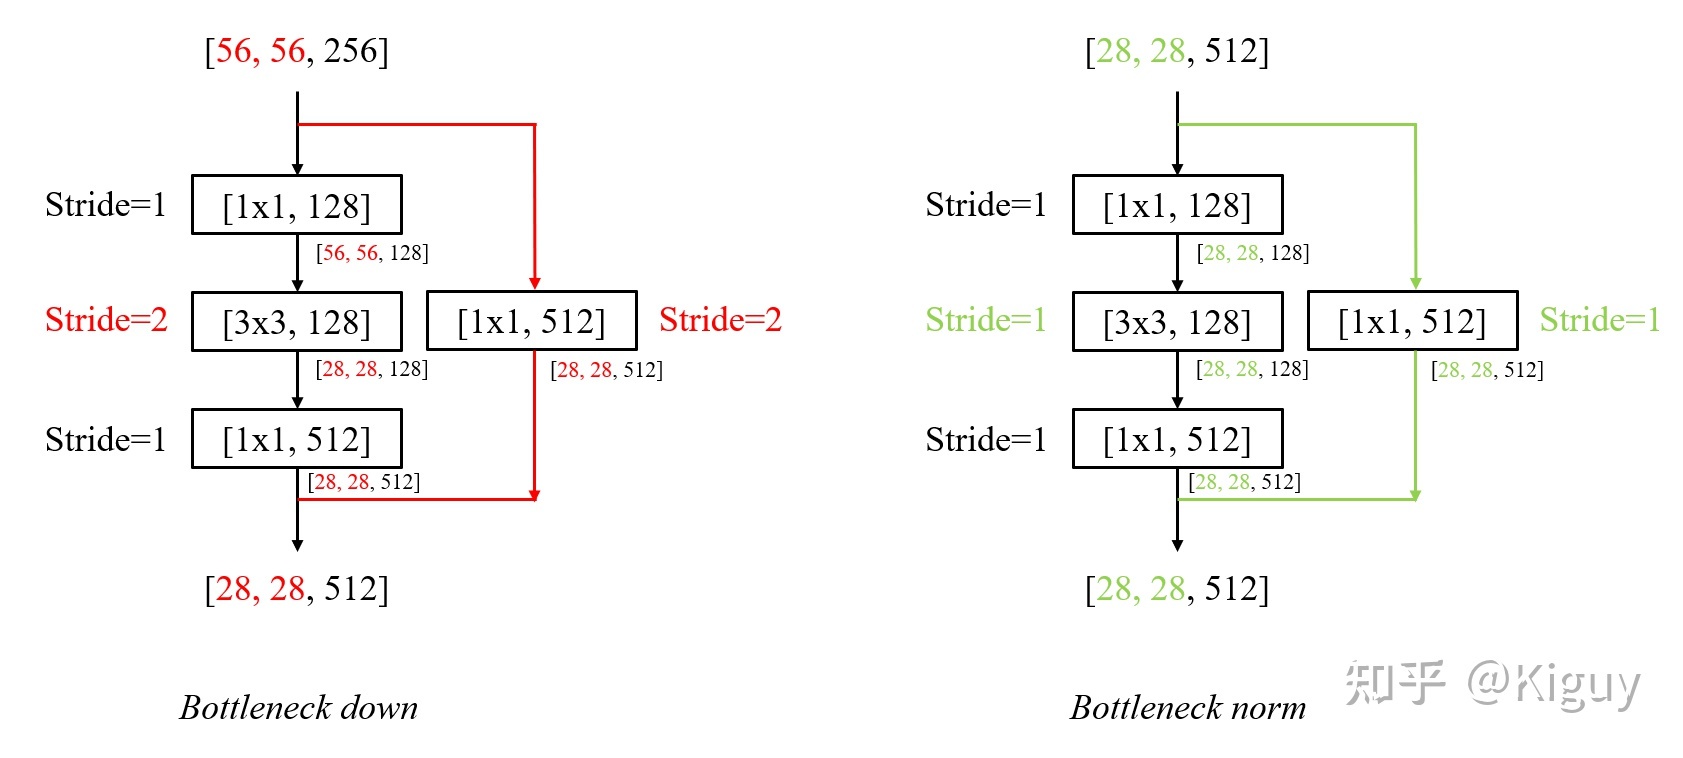 [56, 56, 256]
Stride=1
[1x1, 128]
[56, 56, 128]
Stride=2
[3x3, 128]
[1x1, 512]
Stride=2
[28, 28, 128]
[28, 28, 512]
Stride=1
[1x1, 512]
[28, 28, 512]
[28, 28, 512]
Bottleneck down
[28, 28, 512]
Stride=1
[1x1, 128]
[28, 28, 128]
Stride=1
[3x3, 128]
[1x1, 512]
Stride=1
[28, 28, 128]
[28, 28, 512]
Stride=1
[1x1, 512]
[28, 28, 512]
[28, 28, 512]
Bottleneck norm
知乎 @Kiguy